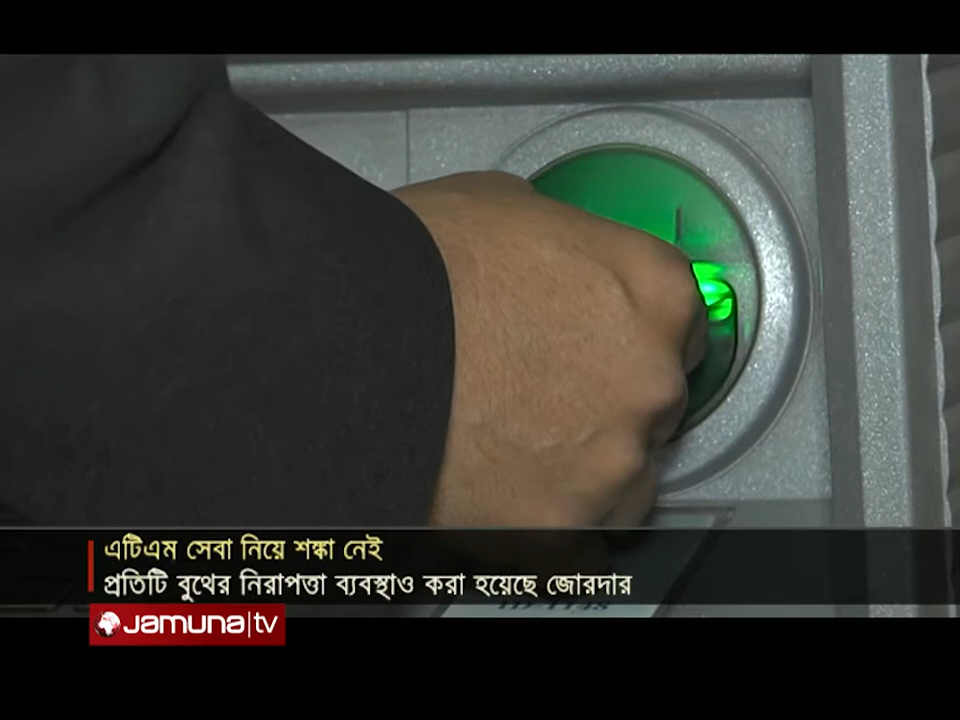 এটিএম সেবা নিয়ে শঙ্কা নেই
প্রতিটি বুথের নিরাপত্তা ব্যবস্থাও করা হয়েছে জোরদার
Jamuna|tv